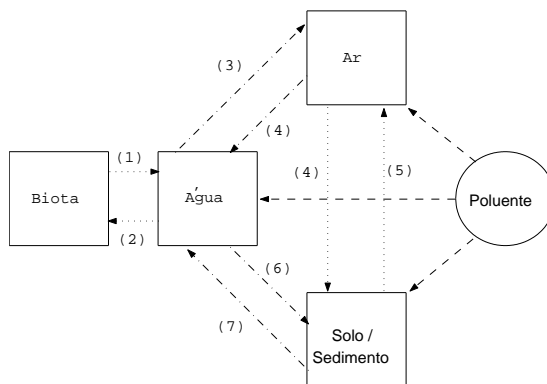 Ar
(3)
(4)
(1)
(4)
(5)
Biota
Água
Poluente
(2)
(6)
(7)
Solo /
Sedimento